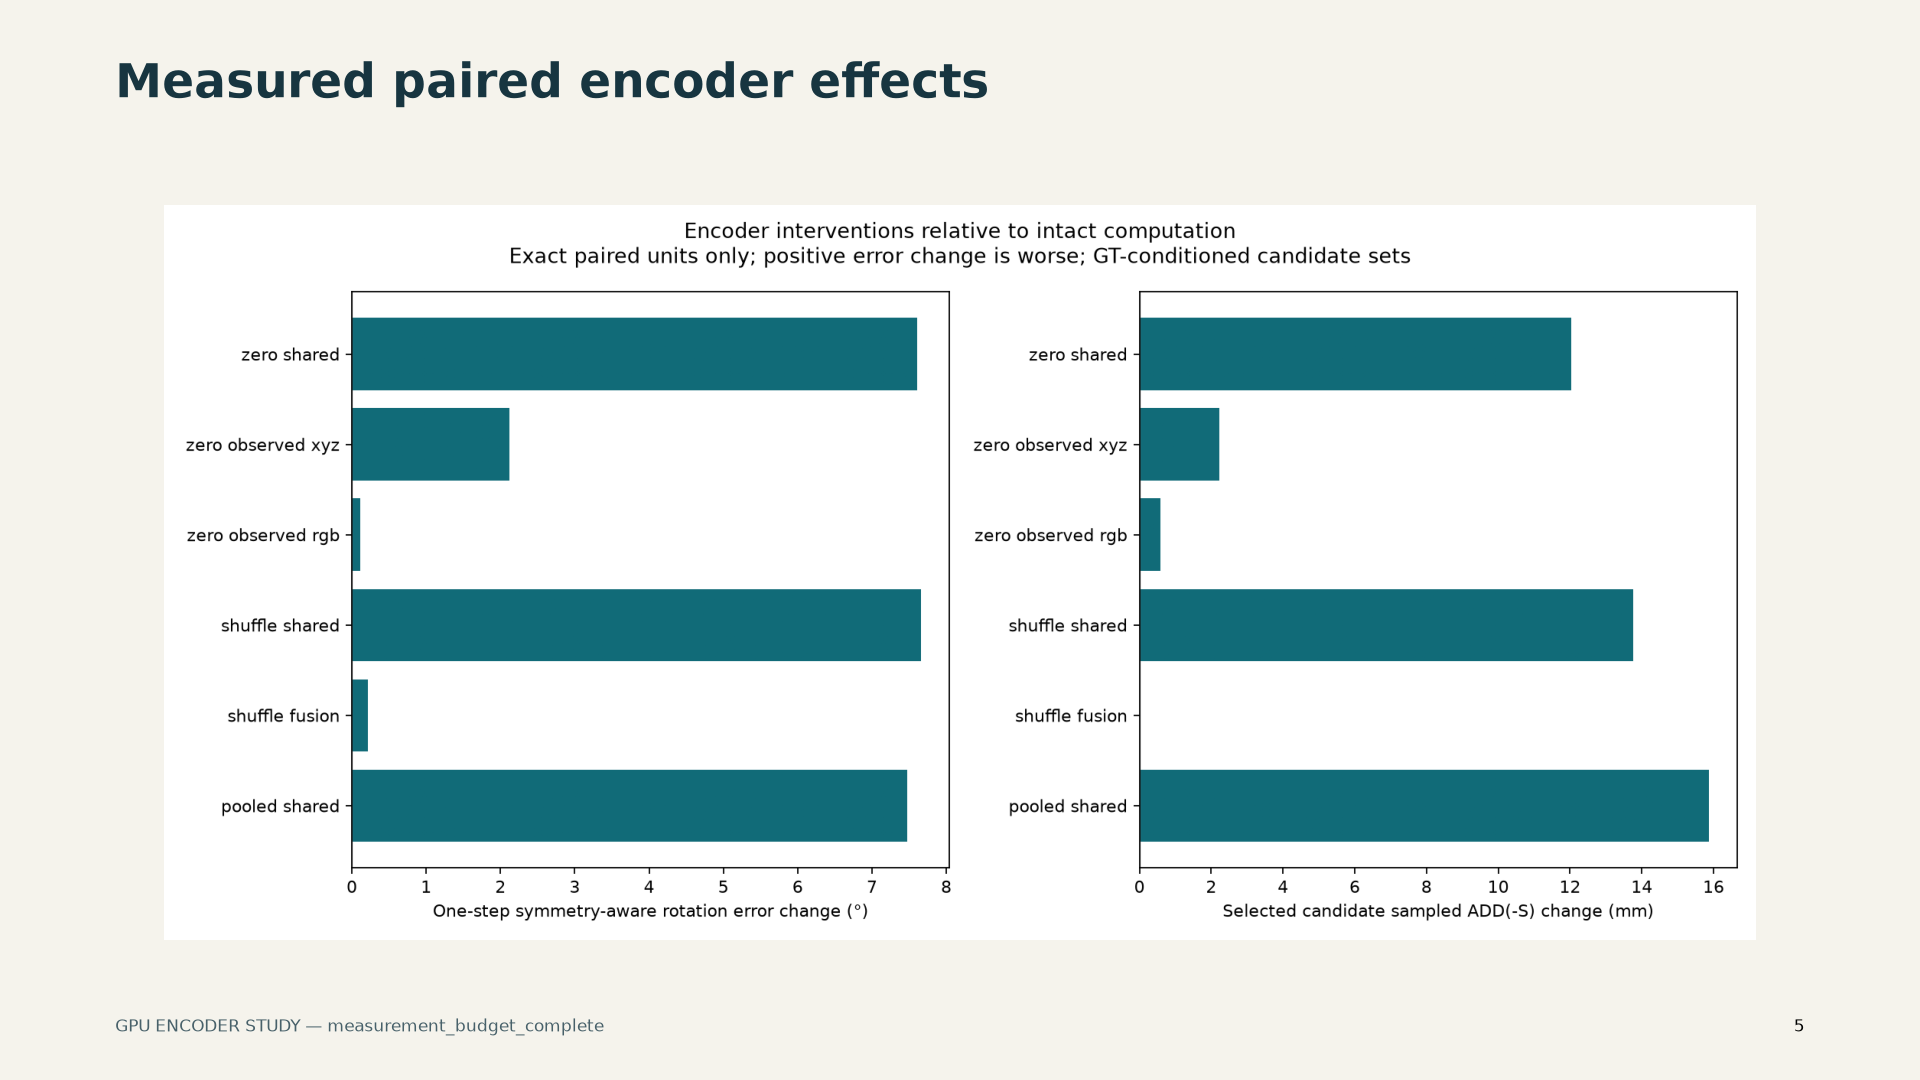 Measured paired encoder effects
Encoder interventions relative to intact computation
Exact paired units only; positive error change is worse; GT-conditioned candidate sets
zero shared
zero observed xyz
zero observed rgb
shuffle shared
shuffle fusion
pooled shared
0 1 2 3 4 5 6 7 8
One-step symmetry-aware rotation error change (°)
zero shared
zero observed xyz
zero observed rgb
shuffle shared
shuffle fusion
pooled shared
0 2 4 6 8 10 12 14 16
Selected candidate sampled ADD(-S) change (mm)
GPU ENCODER STUDY — measurement_budget_complete
5